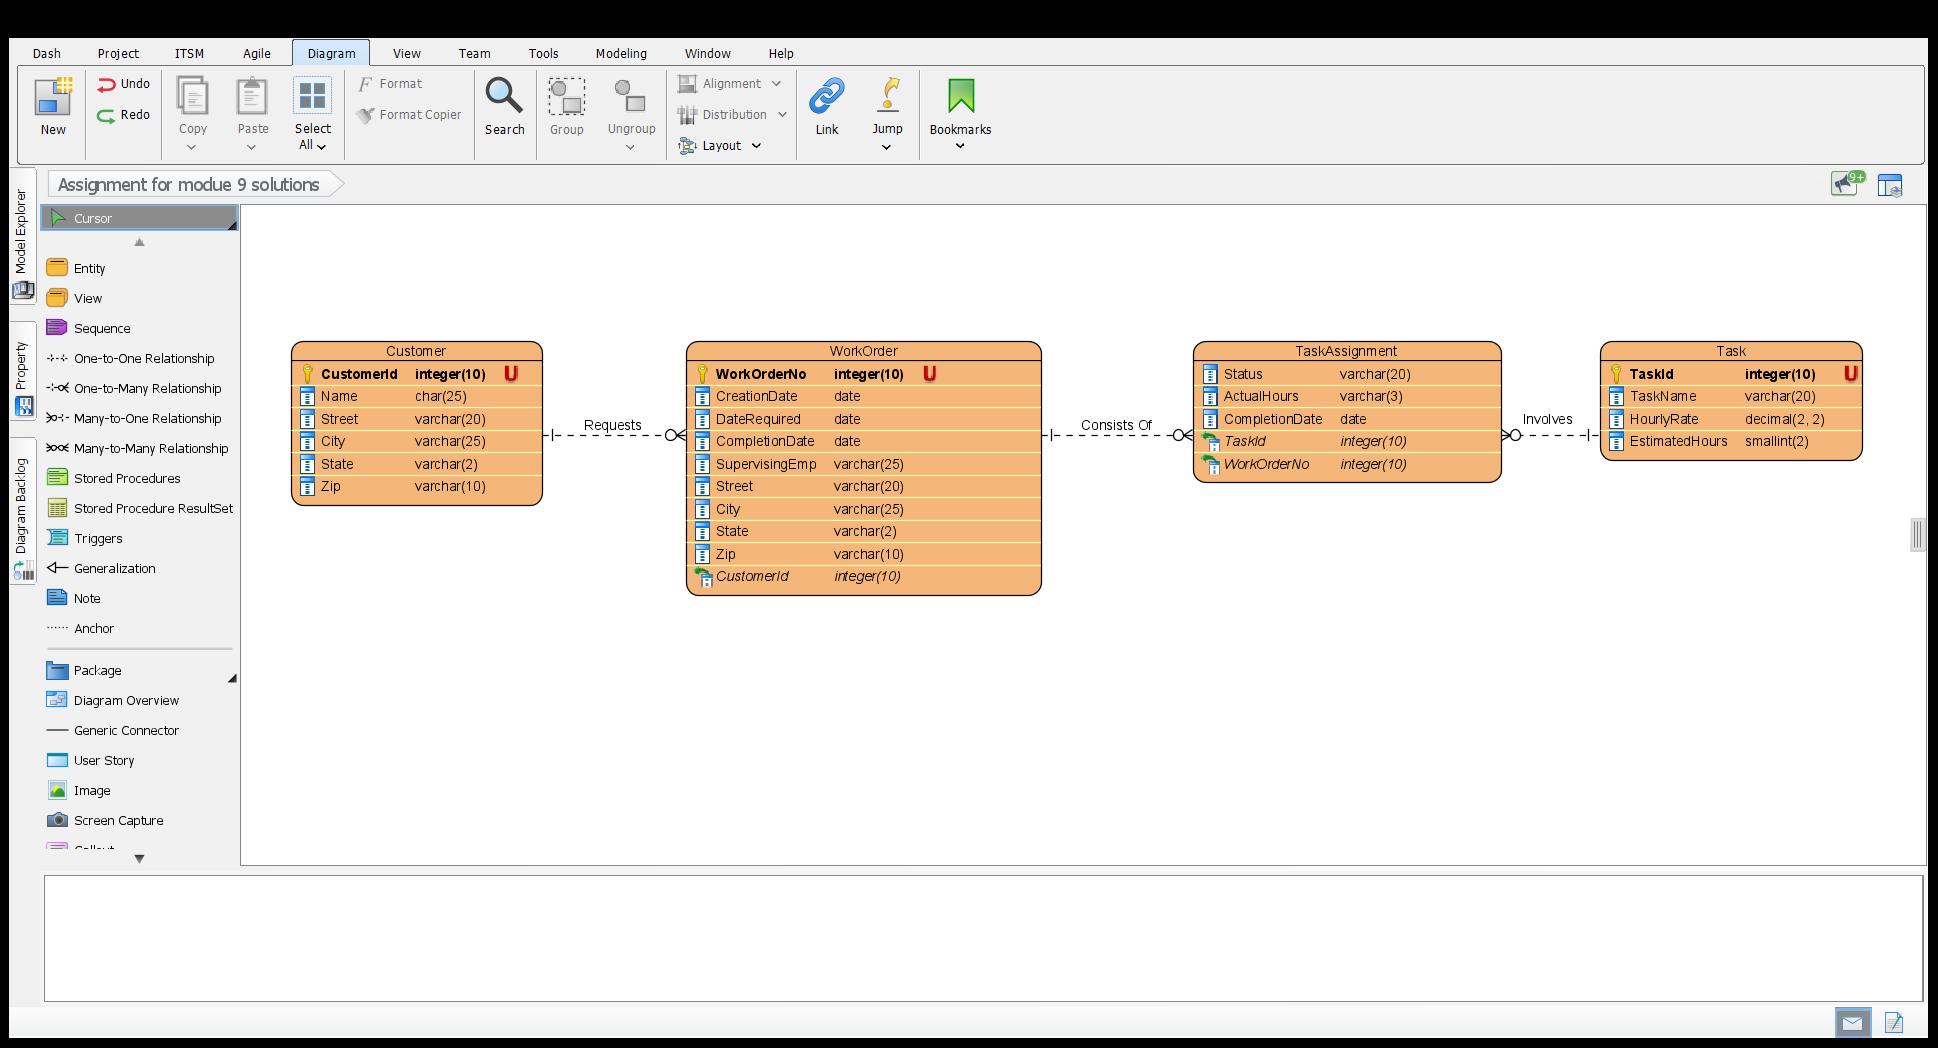 Dash Project ITSM Agile Diagram View Team Tools Modeling Window Help
New
Undo
Redo
Copy
Paste
Select
All
F Format
Format Copier
Search
Group
Ungroup
Alignment
Distribution
Layout
Link
Jump
Bookmarks
Model Explorer
Property
Diagram Backlog
Assignment for modue 9 solutions
9+
Cursor
Entity
View
Sequence
One-to-One Relationship
One-to-Many Relationship
Many-to-One Relationship
Many-to-Many Relationship
Stored Procedures
Stored Procedure ResultSet
Triggers
Generalization
Note
Anchor
Package
Diagram Overview
Generic Connector
User Story
Image
Screen Capture
Customer
CustomerId integer(10) U
Name char(25)
Street varchar(20)
City varchar(25)
State varchar(2)
Zip varchar(10)
Requests
WorkOrder
WorkOrderNo integer(10) U
CreationDate date
DateRequired date
CompletionDate date
SupervisingEmp varchar(25)
Street varchar(20)
City varchar(25)
State varchar(2)
Zip varchar(10)
CustomerId integer(10)
Consists Of
TaskAssignment
Status varchar(20)
ActualHours varchar(3)
CompletionDate date
TaskId integer(10)
WorkOrderNo integer(10)
Involves
Task
TaskId integer(10) U
TaskName varchar(20)
HourlyRate decimal(2, 2)
EstimatedHours smallint(2)